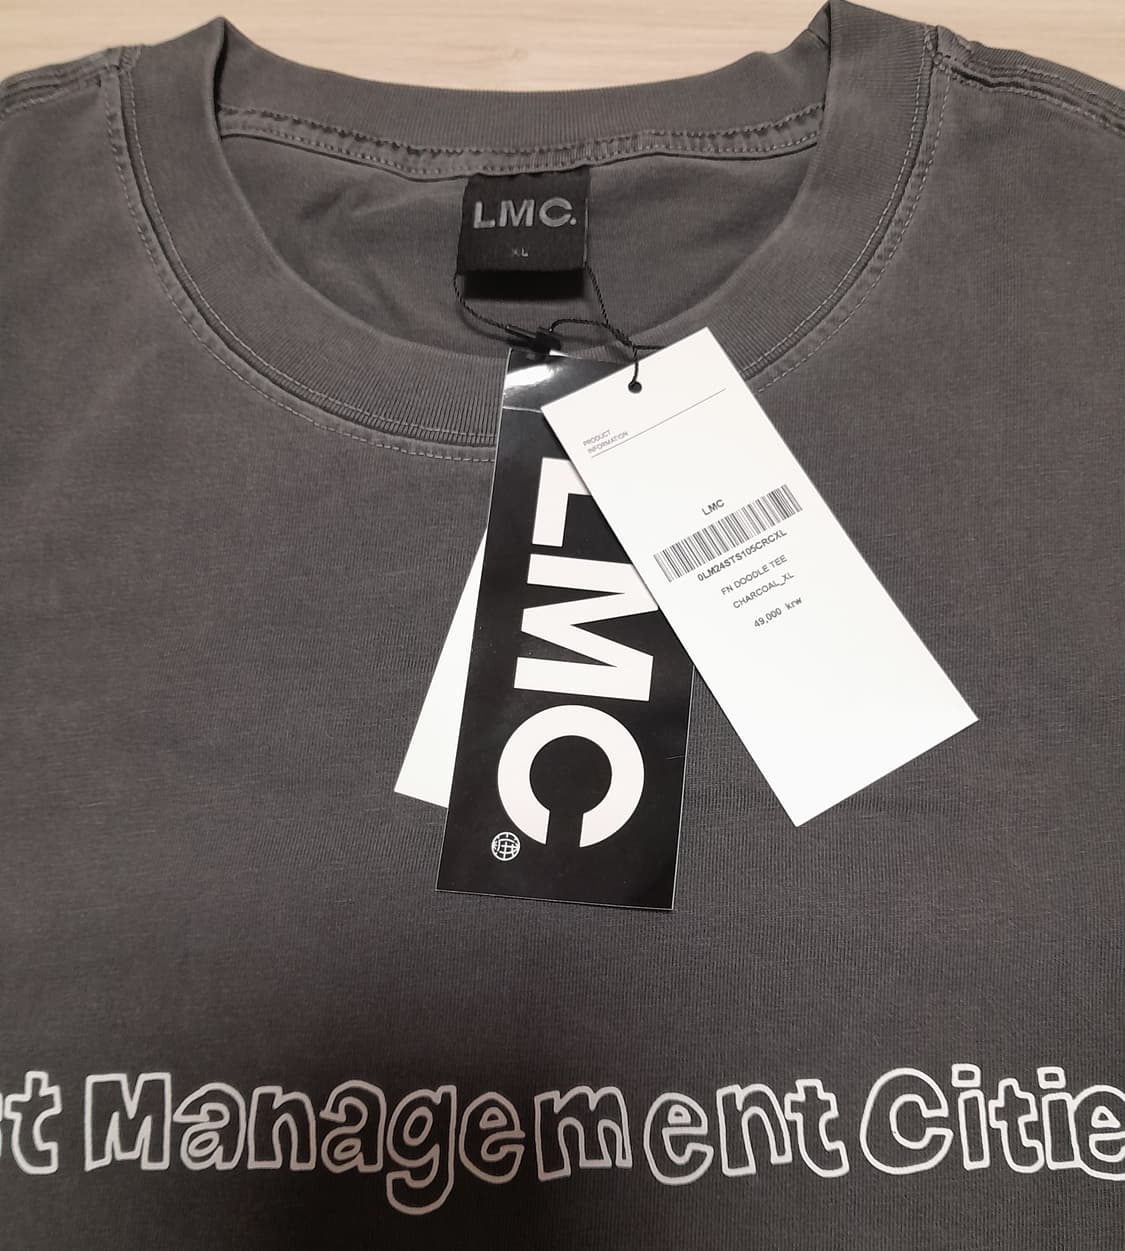 LMC.
XL
LMC
PRODUCT
INFORMATION
LMC
0LM24STS105CRCXL
FN DOODLE TEE
CHARCOAL_XL
49,000 krw
Management Citie